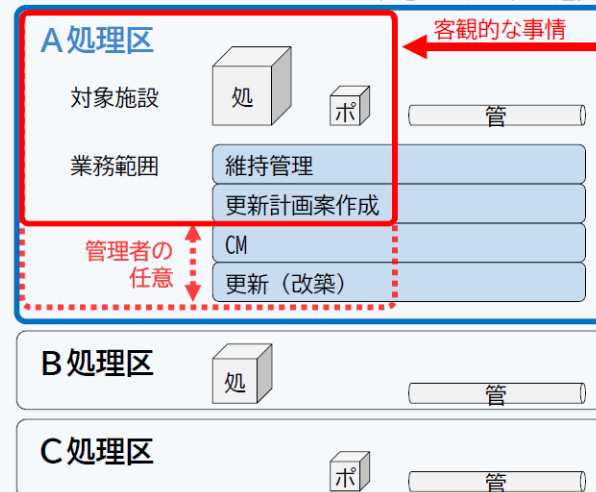 A処理区
客観的な事情
対象施設
処
ポ
管
業務範囲
維持管理
更新計画案作成
管理者の
任意
CM
更新（改築）
B処理区
処
管
C処理区
ポ
管